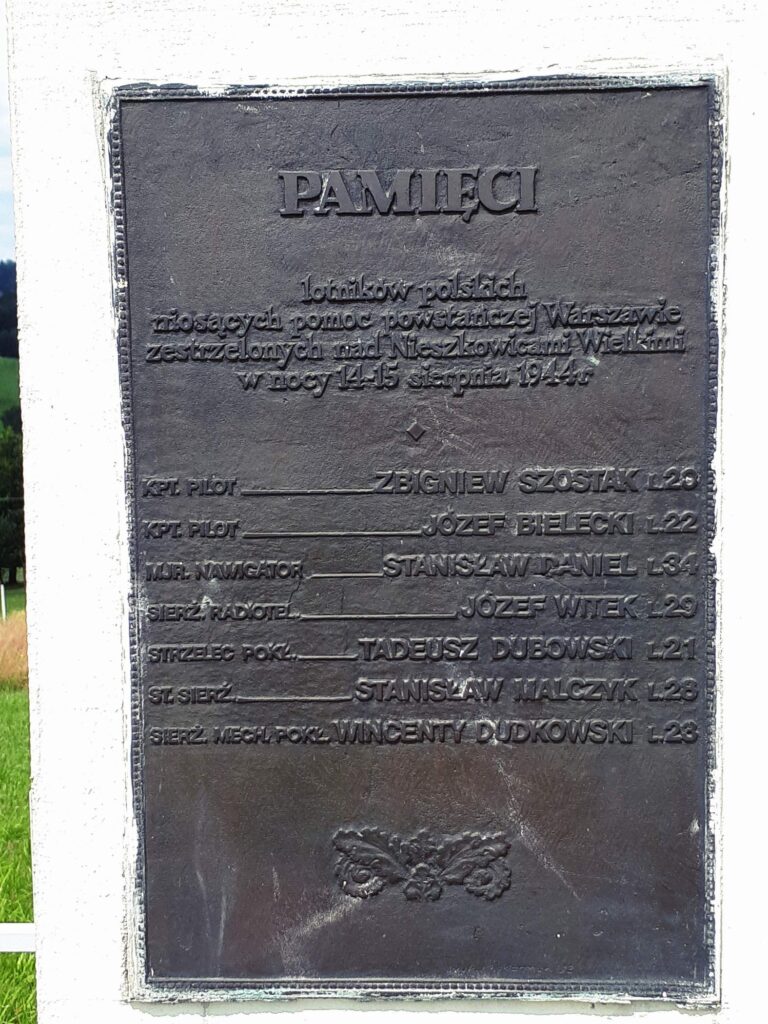 PAMIĘCI
lotników polskich
niosących pomoc powstańczej Warszawie
zestrzelonych nad Nieszkowicami Wielkimi
w nocy 14-15 sierpnia 1944 r
KPT. PILOT ZBIGNIEW SZOSTAK L.29
KPT. PILOT JÓZEF BIELECKI L.22
MJR. NAWIGATOR STANISŁAW DANIEL L.34
SIERŻ. RADIOTEL. JÓZEF WITEK L.29
STRZELEC POKŁ. TADEUSZ DUBOWSKI L.21
ST. SIERŻ. STANISŁAW MALCZYK L.28
SIERŻ. MECH. POKŁ. WINCENTY DUDKOWSKI L.23